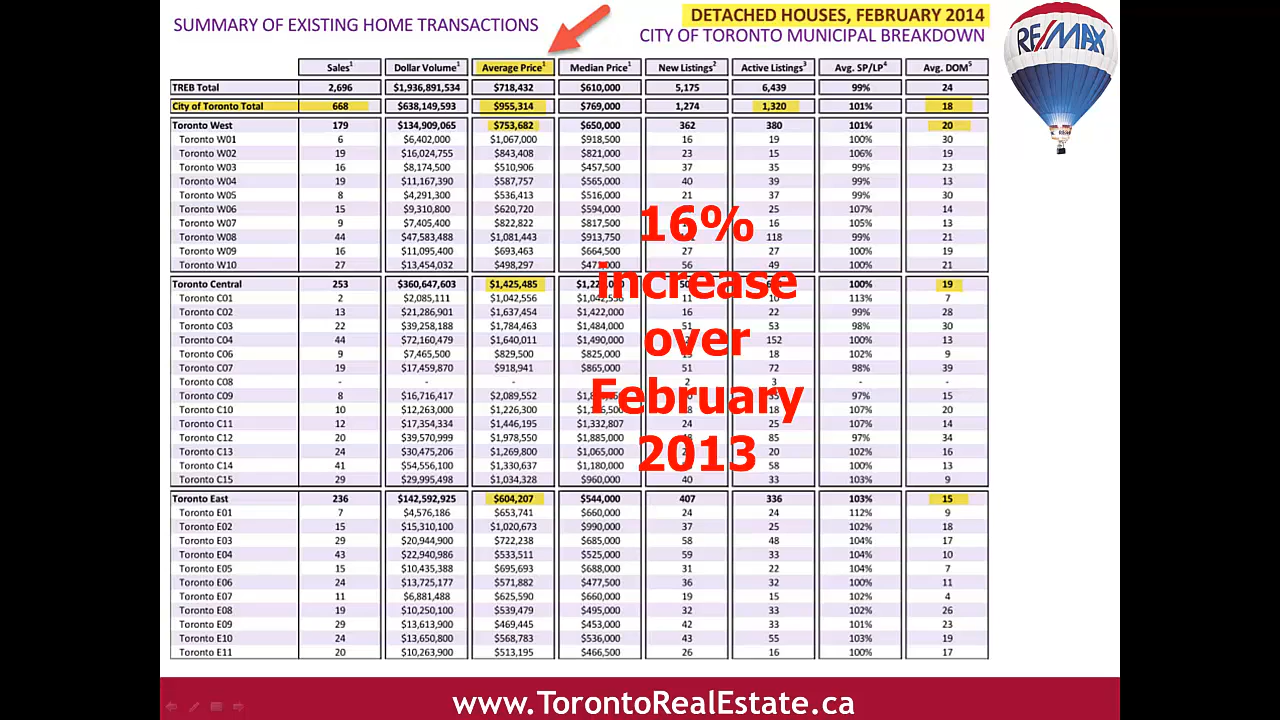 SUMMARY OF EXISTING HOME TRANSACTIONS
DETACHED HOUSES, FEBRUARY 2014
CITY OF TORONTO MUNICIPAL BREAKDOWN
RE/MAX
Sales¹ Dollar Volume¹ Average Price¹ Median Price¹ New Listings² Active Listings³ Avg. SP/LP⁴ Avg. DOM⁵
TREB Total 2,696 $1,936,891,534 $718,432 $610,000 5,175 6,439 99% 24
City of Toronto Total 668 $638,149,593 $955,314 $769,000 1,274 1,320 101% 18
Toronto West 179 $134,909,065 $753,682 $650,000 362 380 101% 20
Toronto W01 6 $6,402,000 $1,067,000 $918,500 16 19 100% 30
Toronto W02 19 $16,024,755 $843,408 $821,000 23 15 106% 19
Toronto W03 16 $8,174,500 $510,906 $457,500 37 35 99% 23
Toronto W04 19 $11,167,390 $587,757 $565,000 40 39 99% 13
Toronto W05 8 $4,291,300 $536,413 $516,000 21 37 99% 30
Toronto W06 15 $9,310,800 $620,720 $594,000 25 107% 14
Toronto W07 9 $7,405,400 $822,822 $817,500 16 105% 13
Toronto W08 44 $47,583,488 $1,081,443 $913,750 118 99% 21
Toronto W09 16 $11,095,400 $693,463 $664,500 27 27 100% 19
Toronto W10 27 $13,454,032 $498,297 56 49 100% 21
Toronto Central 253 $360,647,603 $1,425,485 100% 19
Toronto C01 2 $2,085,111 $1,042,556 11 10 113% 7
Toronto C02 13 $21,286,901 $1,637,454 $1,422,000 16 22 99% 28
Toronto C03 22 $39,258,188 $1,784,463 $1,484,000 51 53 98% 30
Toronto C04 44 $72,160,479 $1,640,011 $1,490,000 152 100% 13
Toronto C06 9 $7,465,500 $829,500 $825,000 18 102% 9
Toronto C07 19 $17,459,870 $918,941 $865,000 51 72 98% 39
Toronto C08 - - - - 2 3 - -
Toronto C09 8 $16,716,417 $2,089,552 97% 15
Toronto C10 10 $12,263,000 $1,226,300 18 107% 20
Toronto C11 12 $17,354,334 $1,446,195 $1,332,807 24 25 107% 14
Toronto C12 20 $39,570,999 $1,978,550 $1,885,000 85 97% 34
Toronto C13 24 $30,475,206 $1,269,800 $1,065,000 20 102% 16
Toronto C14 41 $54,556,100 $1,330,637 $1,180,000 58 100% 13
Toronto C15 29 $29,995,498 $1,034,328 $960,000 40 33 103% 9
Toronto East 236 $142,592,925 $604,207 $544,000 407 336 103% 15
Toronto E01 7 $4,576,186 $653,741 $660,000 24 24 112% 9
Toronto E02 15 $15,310,100 $1,020,673 $990,000 37 25 102% 18
Toronto E03 29 $20,944,900 $722,238 $685,000 58 48 104% 17
Toronto E04 43 $22,940,986 $533,511 $525,000 59 33 104% 10
Toronto E05 15 $10,435,388 $695,693 $688,000 31 22 104% 7
Toronto E06 24 $13,725,177 $571,882 $477,500 36 32 100% 11
Toronto E07 11 $6,881,488 $625,590 $660,000 19 15 102% 4
Toronto E08 19 $10,250,100 $539,479 $495,000 32 33 102% 26
Toronto E09 29 $13,613,900 $469,445 $453,000 42 33 101% 23
Toronto E10 24 $13,650,800 $568,783 $536,000 43 55 103% 19
Toronto E11 20 $10,263,900 $513,195 $466,500 26 16 100% 17
16%
increase
over
February
2013
www.TorontoRealEstate.ca